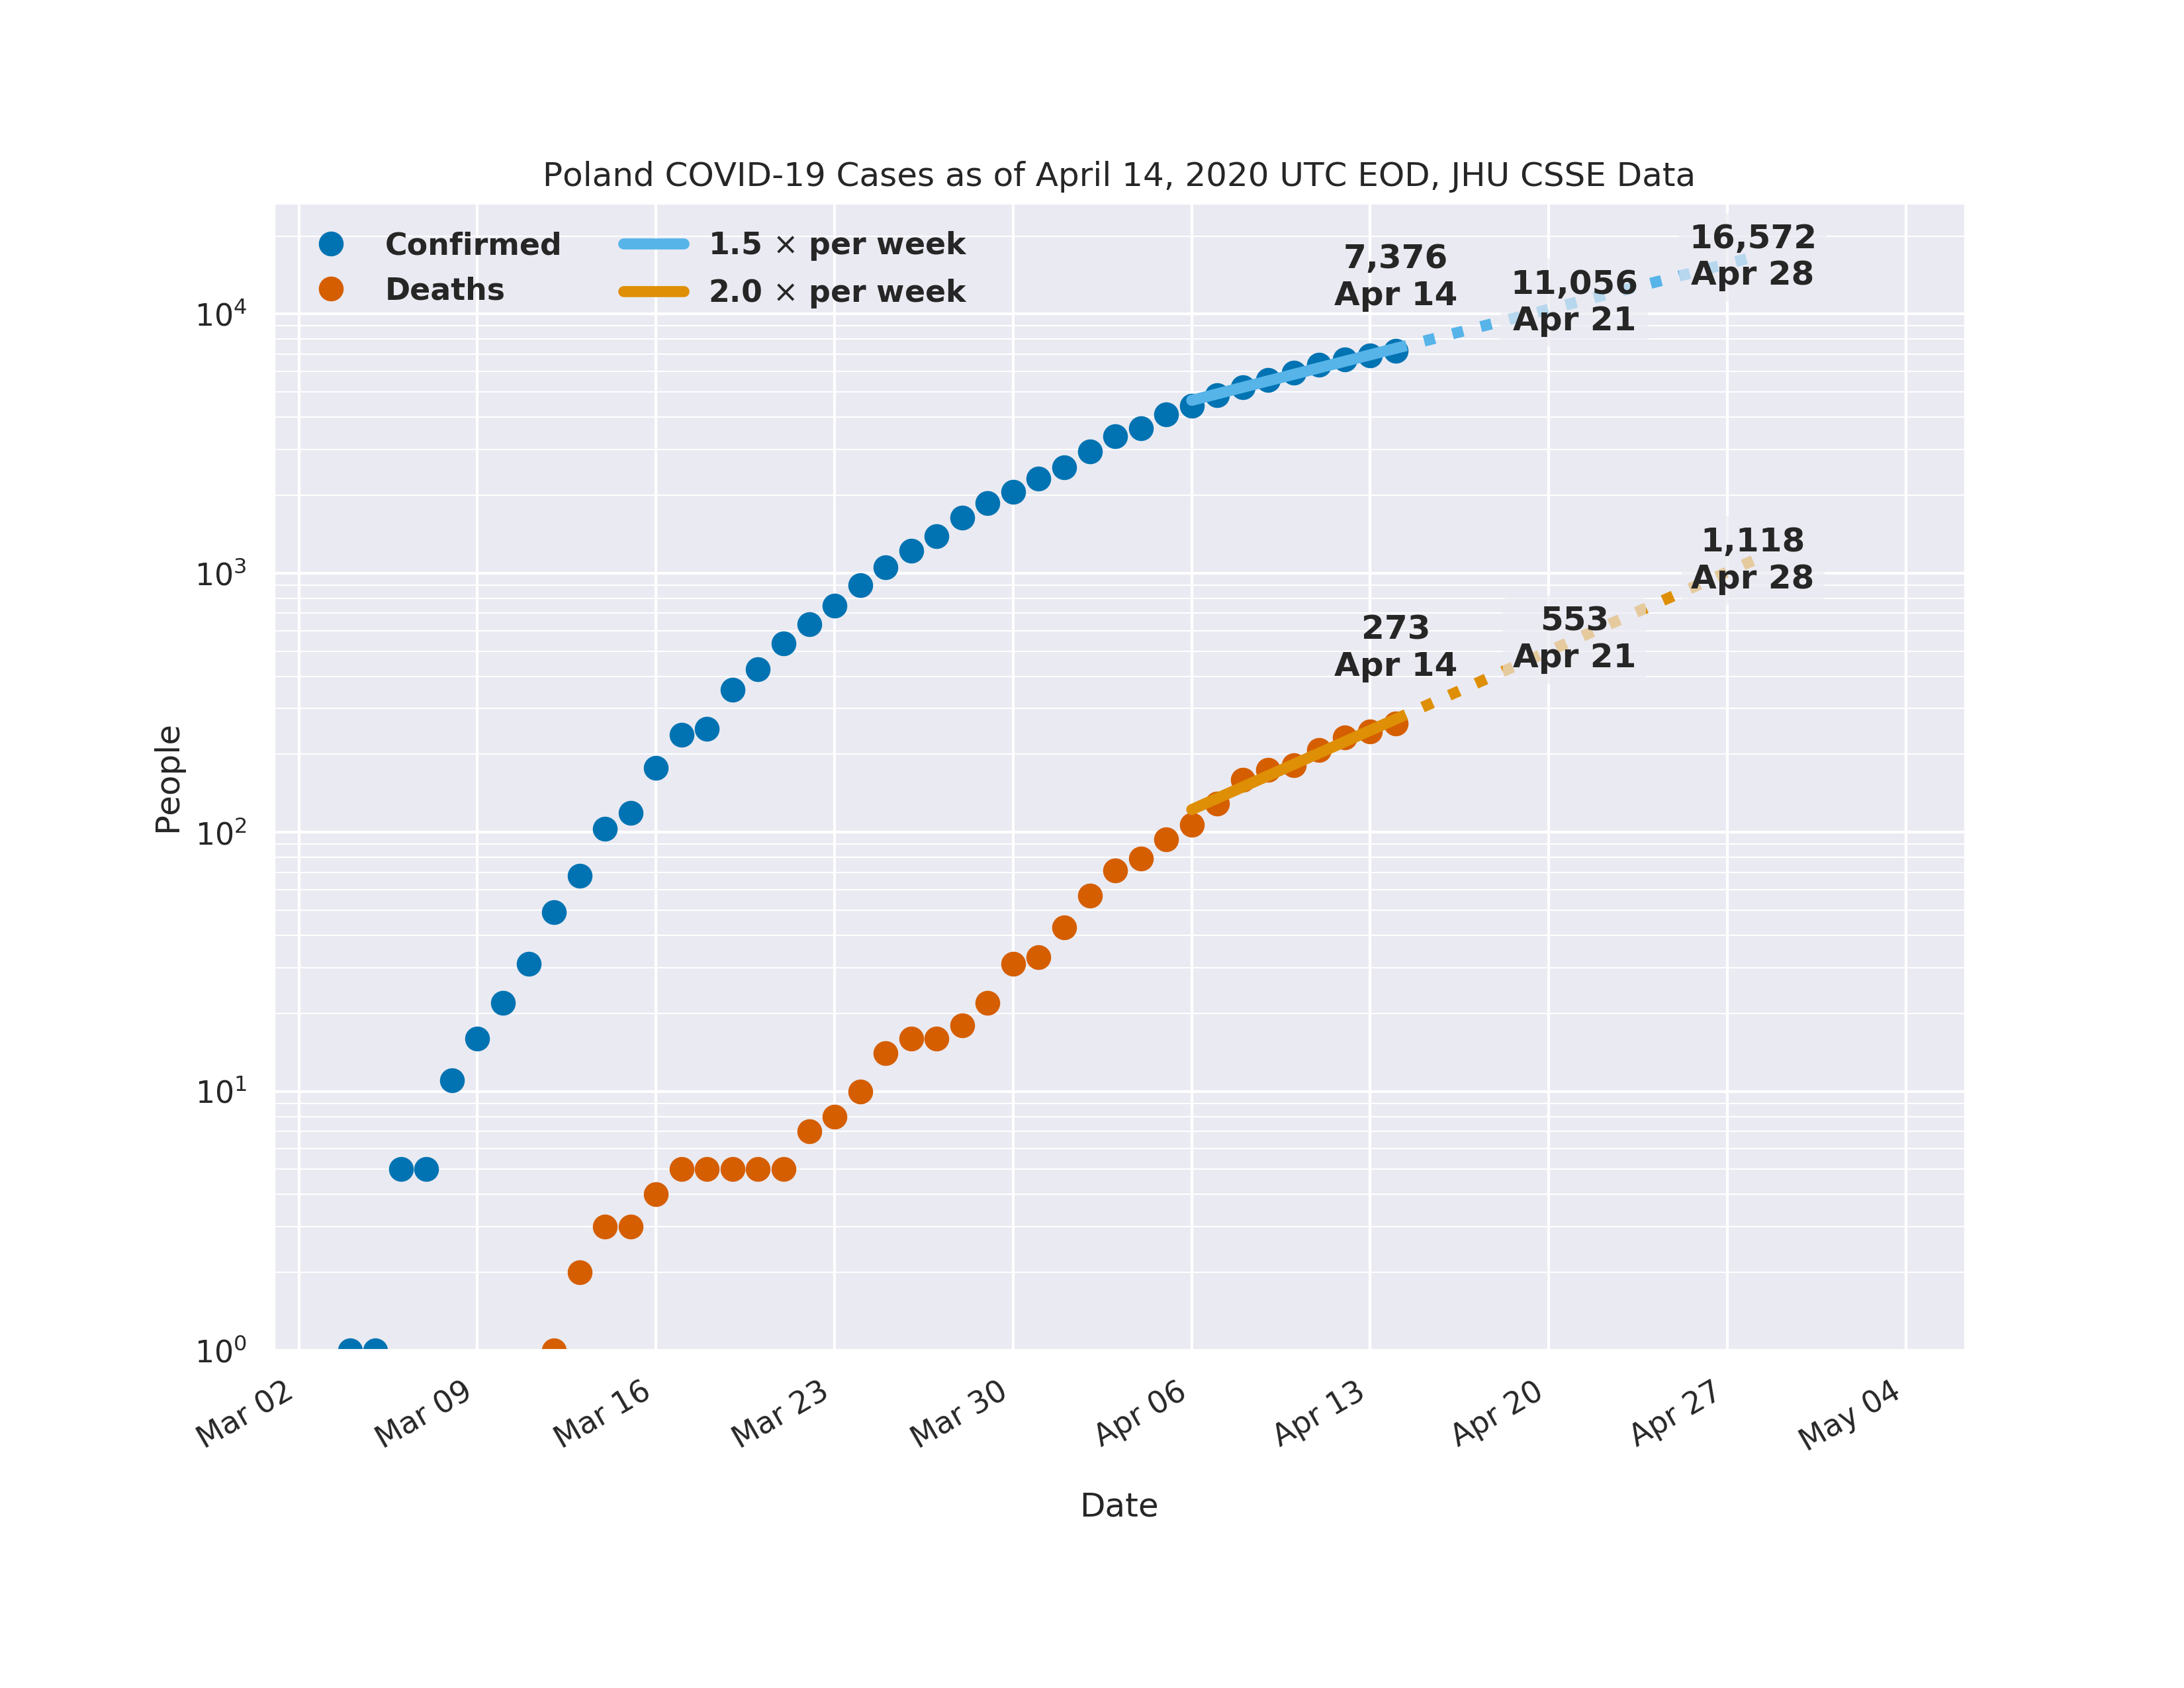 Poland COVID-19 Cases as of April 14, 2020 UTC EOD, JHU CSSE Data
Confirmed
Deaths
1.5 × per week
2.0 × per week
7,376
Apr 14
11,056
Apr 21
16,572
Apr 28
273
Apr 14
553
Apr 21
1,118
Apr 28
People
10⁴
10³
10²
10¹
10⁰
Mar 02
Mar 09
Mar 16
Mar 23
Mar 30
Apr 06
Apr 13
Apr 20
Apr 27
May 04
Date